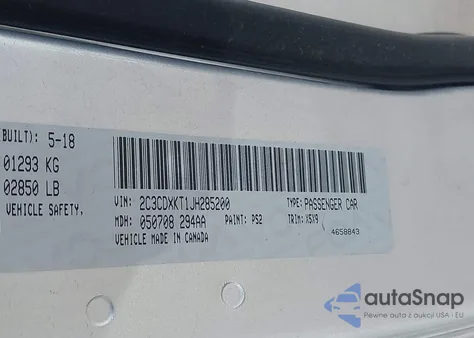 (BUILT): 5-18
01293 KG
02850 LB
VEHICLE SAFETY,
VIN: 2C3CDXKT1JH285200
TYPE: PASSENGER CAR
MDH: 050708 294AA
PAINT: PS2
TRIM: X5X9
VEHICLE MADE IN CANADA
4658843
autoSnap
Pewne auta z aukcji USA i EU